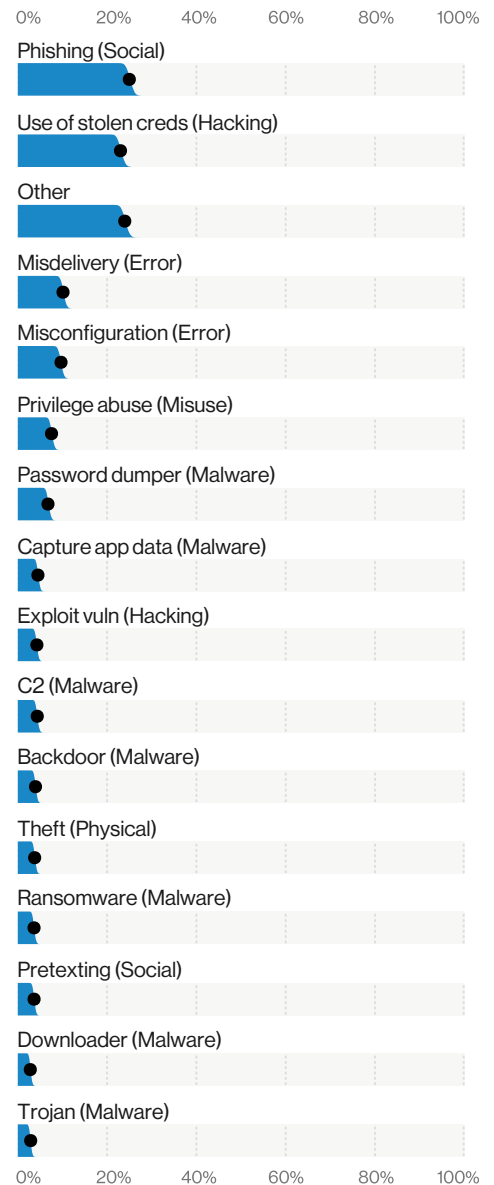 0% 20% 40% 60% 80% 100%
Phishing (Social)
Use of stolen creds (Hacking)
Other
Misdelivery (Error)
Misconfiguration (Error)
Privilege abuse (Misuse)
Password dumper (Malware)
Capture app data (Malware)
Exploit vuln (Hacking)
C2 (Malware)
Backdoor (Malware)
Theft (Physical)
Ransomware (Malware)
Pretexting (Social)
Downloader (Malware)
Trojan (Malware)
0% 20% 40% 60% 80% 100%